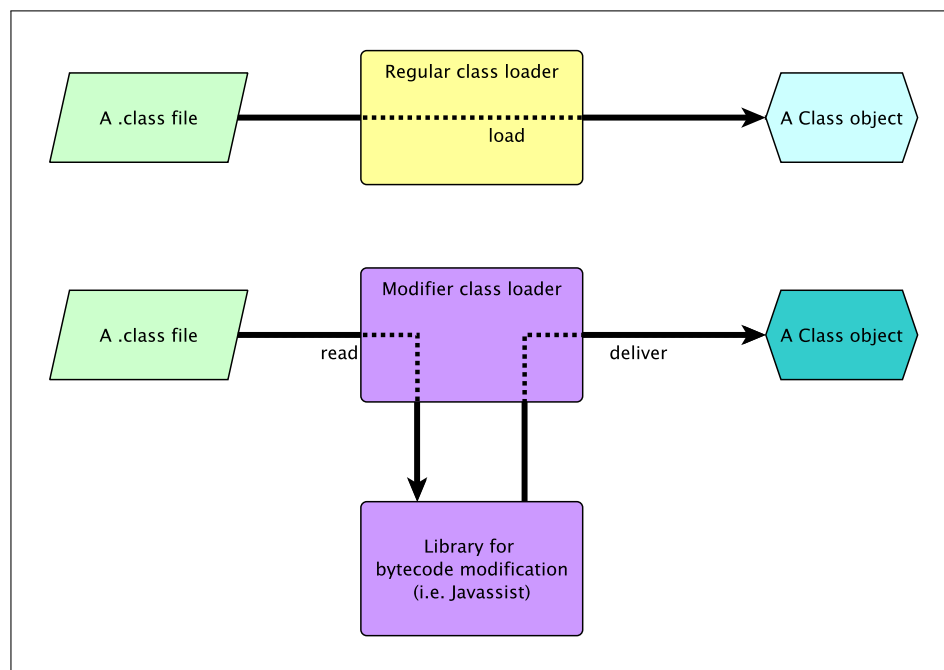 Regular class loader
A .class file
load
A Class object
Modifier class loader
A .class file
read
deliver
A Class object
Library for
bytecode modification
(i.e. Javassist)